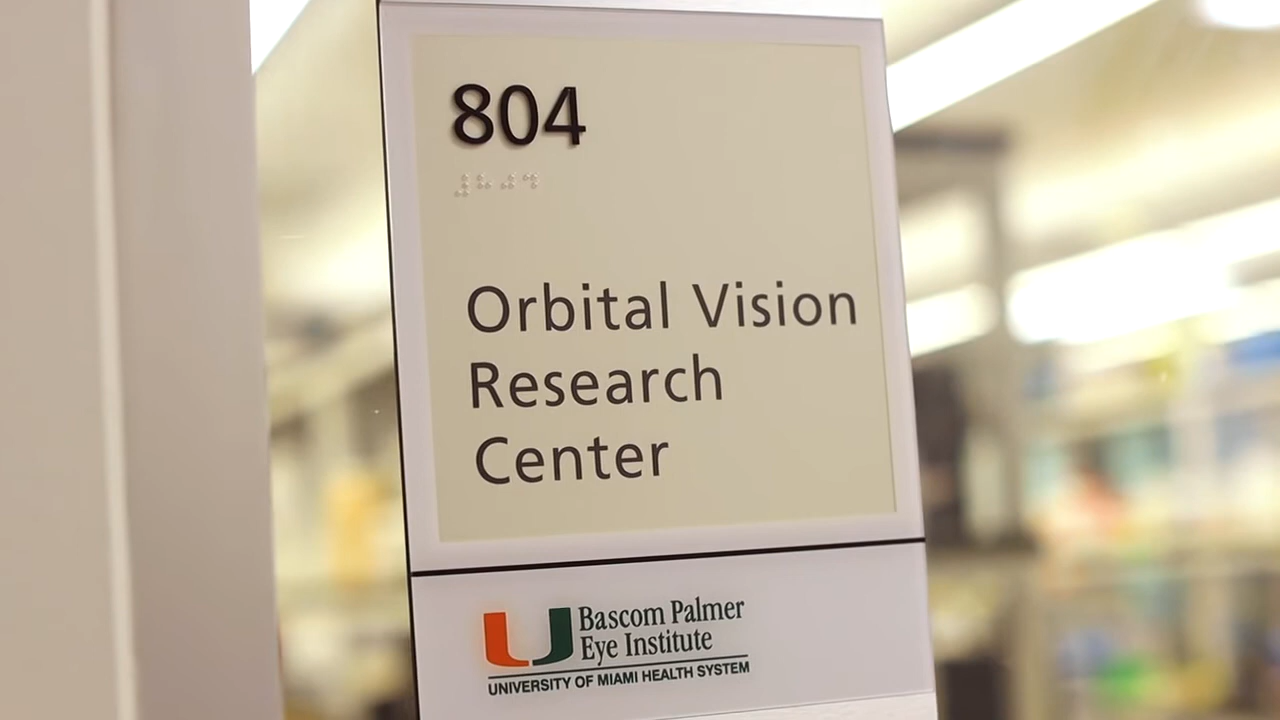 804
⠼⠓⠚⠙
Orbital Vision
Research
Center
U Bascom Palmer
Eye Institute
UNIVERSITY OF MIAMI HEALTH SYSTEM